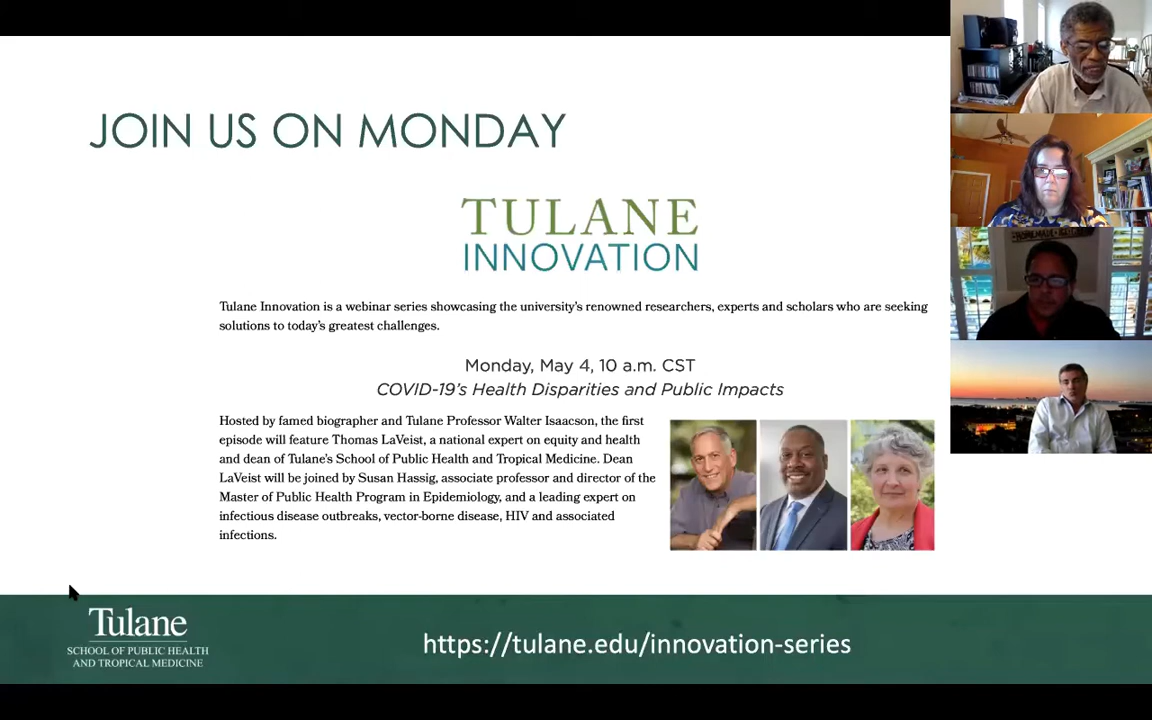 JOIN US ON MONDAY
TULANE
INNOVATION
Tulane Innovation is a webinar series showcasing the university's renowned researchers, experts and scholars who are seeking
solutions to today's greatest challenges.
Monday, May 4, 10 a.m. CST
COVID-19's Health Disparities and Public Impacts
Hosted by famed biographer and Tulane Professor Walter Isaacson, the first
episode will feature Thomas LaVeist, a national expert on equity and health
and dean of Tulane's School of Public Health and Tropical Medicine. Dean
LaVeist will be joined by Susan Hassig, associate professor and director of the
Master of Public Health Program in Epidemiology, and a leading expert on
infectious disease outbreaks, vector-borne disease, HIV and associated
infections.
Tulane
SCHOOL OF PUBLIC HEALTH
AND TROPICAL MEDICINE
https://tulane.edu/innovation-series